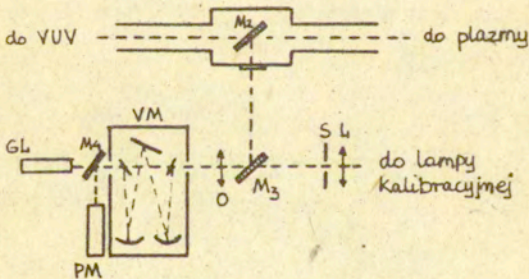 M2
do VUV
do plazmy
VM
M4
GL
S L
do lampy
kalibracyjnej
O
M3
PM